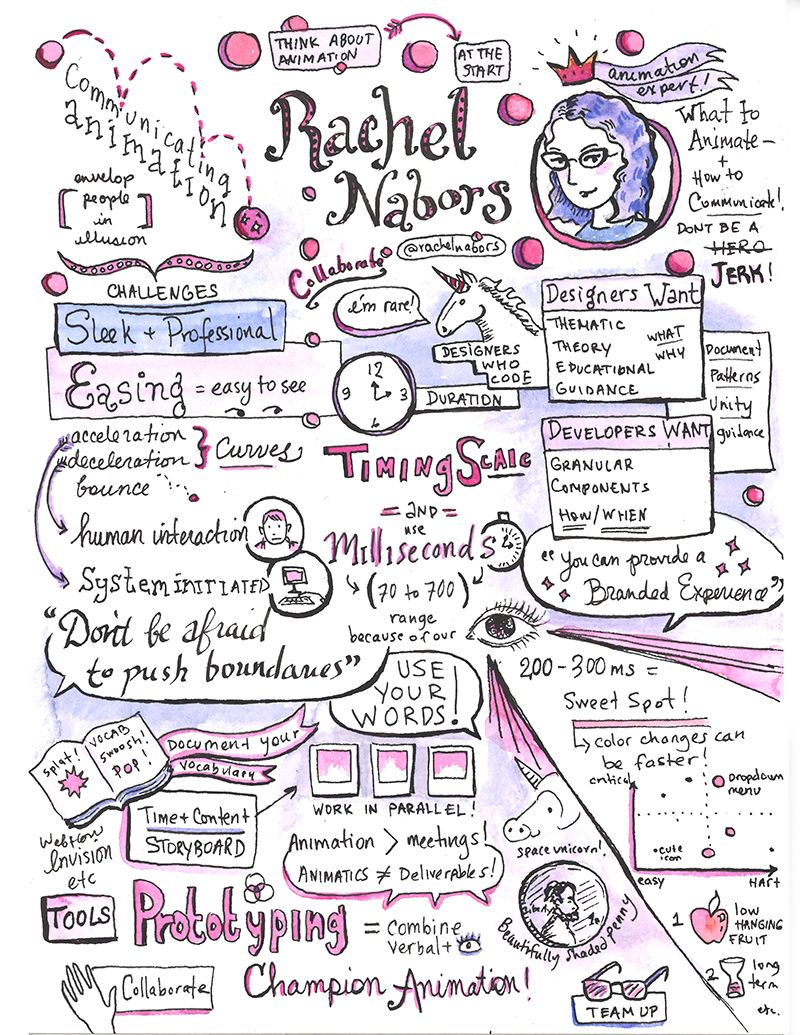 THINK ABOUT
ANIMATION
AT THE
START
Communicating
animation
envelop
people
in
illusion
Rachel
Nabors
@rachelnabors
animation
expert!
What to
Animate -
+
How to
Communicate!
DON'T BE A
HERO
JERK!
CHALLENGES
Sleek + Professional
Easing = easy to see
Collaborate
I'm rare!
DESIGNERS
WHO
CODE
12
3
6
9
DURATION
Designers Want
THEMATIC
THEORY
EDUCATIONAL
GUIDANCE
WHAT
WHY
Document
Patterns
Unity
guidance
DEVELOPERS WANT
GRANULAR
COMPONENTS
HOW/WHEN
acceleration
deceleration
bounce
Curves
human interaction
System INITIATED
TIMING SCALE
= and =
use
Milliseconds
(70 to 700)
range
because of our
"you can provide a
Branded Experience"
"Don't be afraid
to push boundaries"
USE
YOUR
WORDS!
200-300 ms =
Sweet Spot!
color changes can
be faster!
critical
Dropdown
menu
cute
icon
easy
HArt
splat!
VOCAB
swoosh!
POP!
DOCUMENT YOUR
Vocabulary
Time + Content
STORYBOARD
WORK IN PARALLEL!
Animation > meetings!
ANIMATICS ≠ Deliverables!
space unicorn!
Beautifully shaded penny
Webflow
Invision
etc
TOOLS
Prototyping
= combine
verbal +
1 low
HANGING
FRUIT
2 long
term
etc.
Collaborate
Champion Animation!
TEAM UP